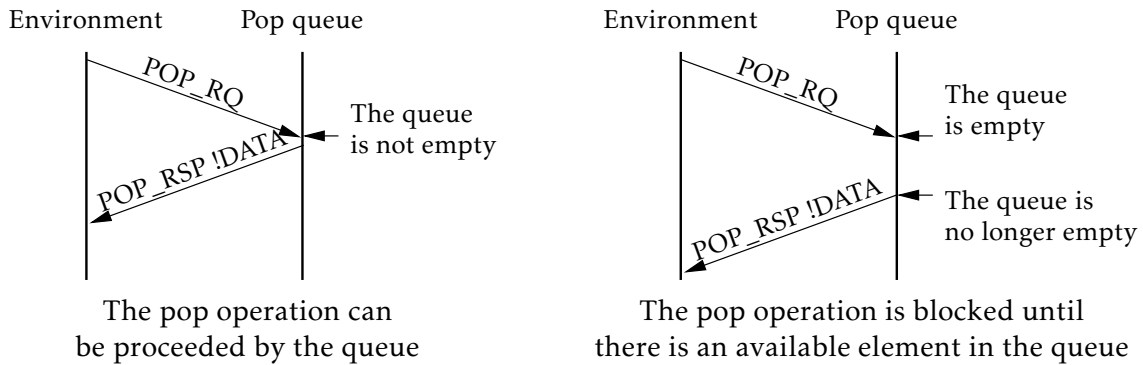 Environment
Pop queue
POP_RQ
The queue
is not empty
POP_RSP !DATA
The pop operation can
be proceeded by the queue
Environment
Pop queue
POP_RQ
The queue
is empty
POP_RSP !DATA
The queue is
no longer empty
The pop operation is blocked until
there is an available element in the queue